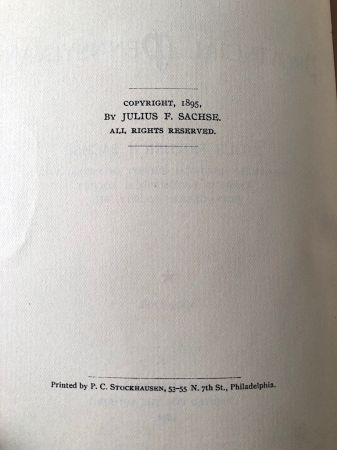 COPYRIGHT, 1895,
BY JULIUS F. SACHSE.
ALL RIGHTS RESERVED.
Printed by P. C. STOCKHAUSEN, 53-55 N. 7th St., Philadelphia.